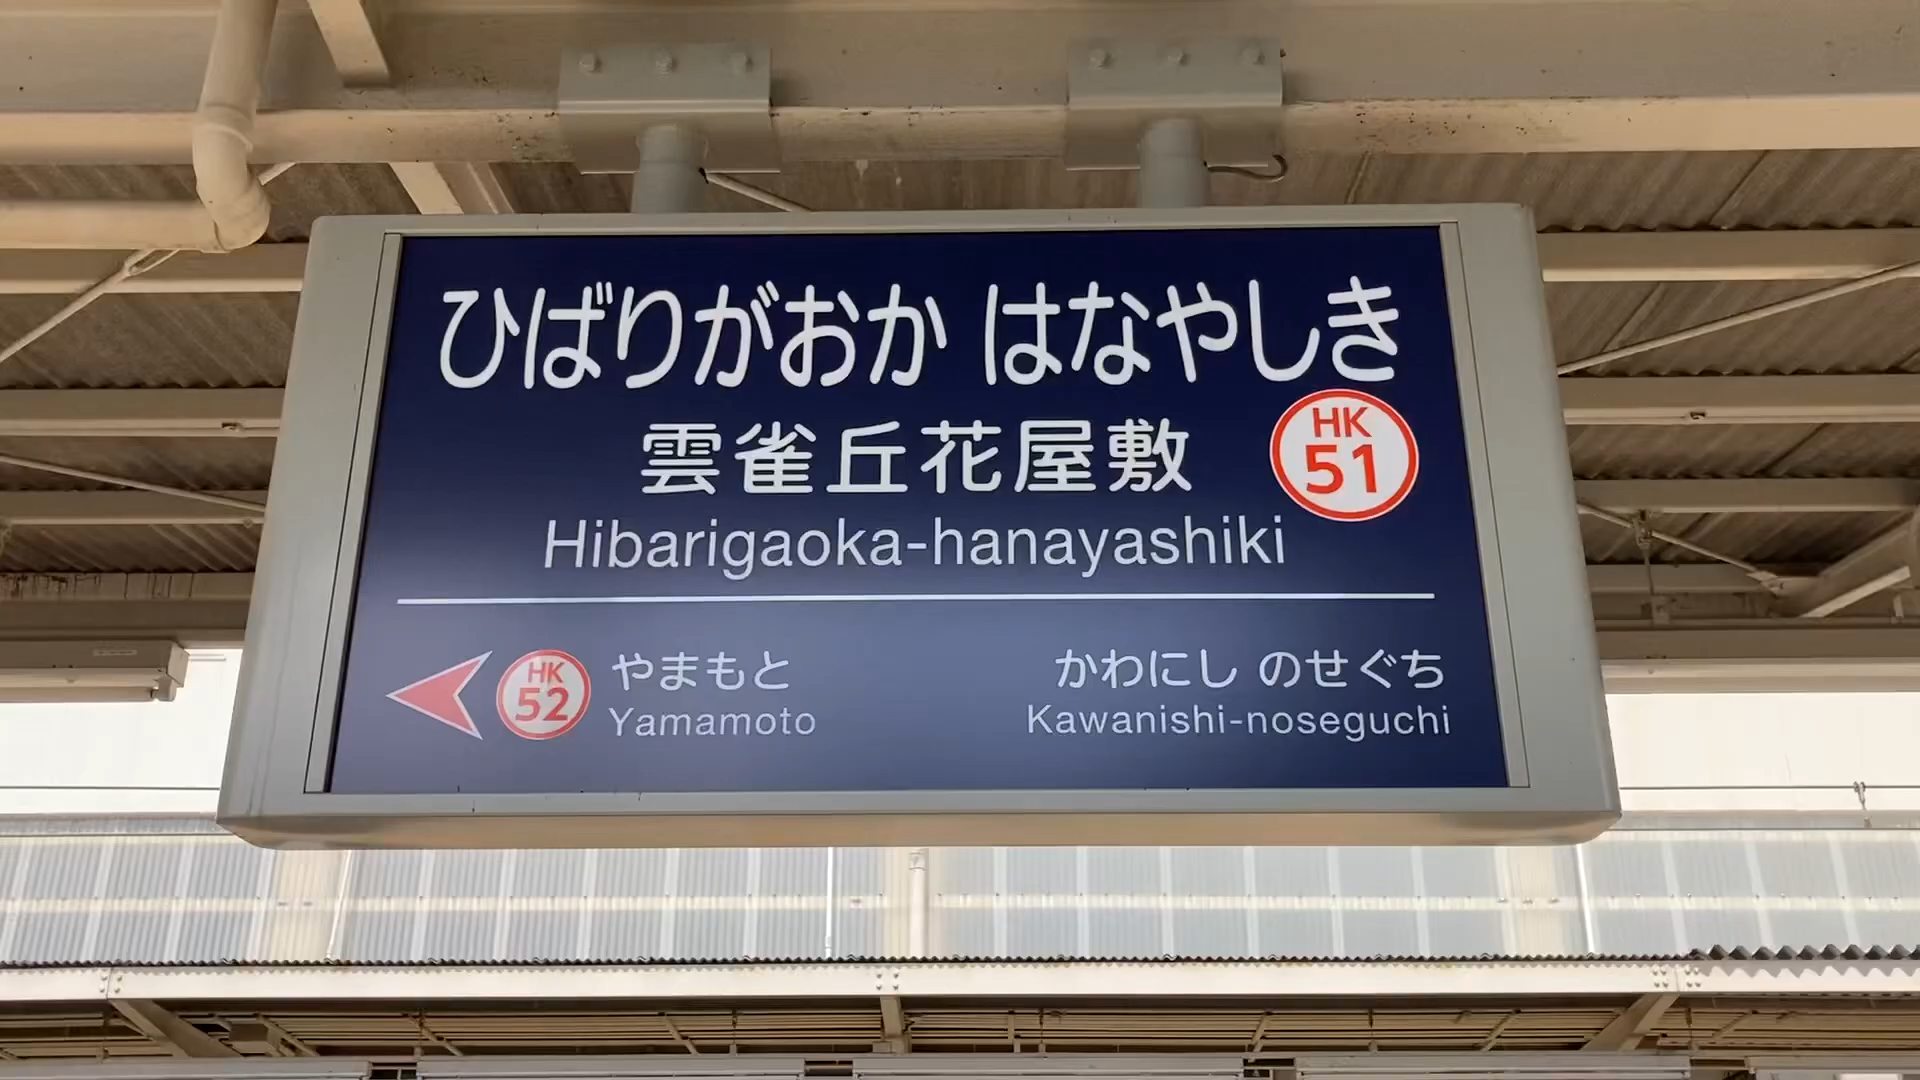 ひばりがおか はなやしき
雲雀丘花屋敷
HK
51
Hibarigaoka-hanayashiki
HK
52
やまもと
Yamamoto
かわにし のせぐち
Kawanishi-noseguchi